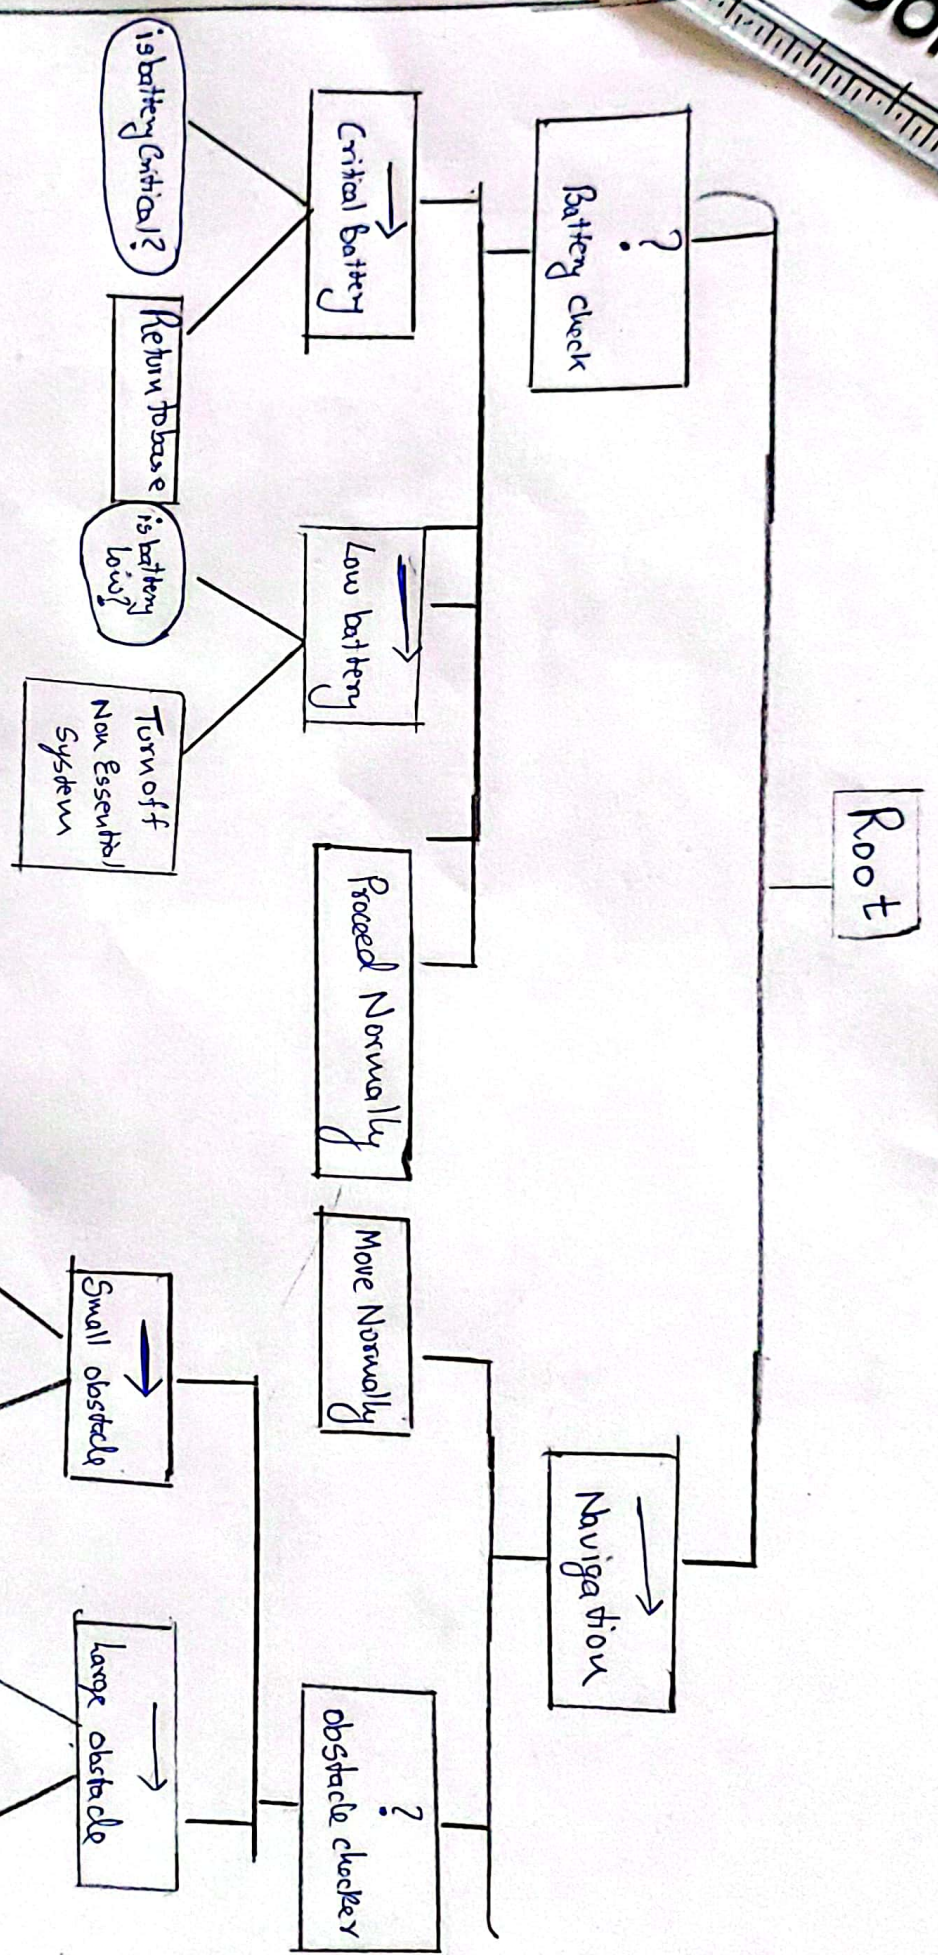 Root
?
Battery check
→
Navigation
→
Critical Battery
→
Low battery
Proceed Normally
Move Normally
?
obstacle checker
is battery Critical?
Return to base
is battery
low?
Turn off
Non Essential
System
→
Small obstacle
→
Large obstacle